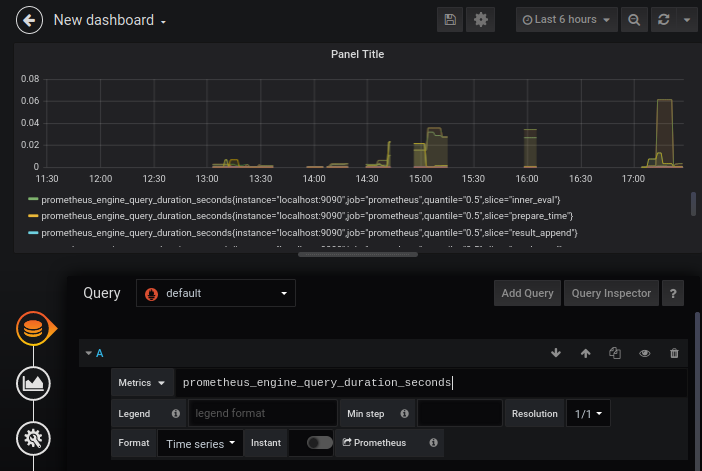 New dashboard
Last 6 hours
Panel Title
0.08
0.06
0.04
0.02
0
11:30 12:00 12:30 13:00 13:30 14:00 14:30 15:00 15:30 16:00 16:30 17:00
prometheus_engine_query_duration_seconds{instance="localhost:9090",job="prometheus",quantile="0.5",slice="inner_eval"}
prometheus_engine_query_duration_seconds{instance="localhost:9090",job="prometheus",quantile="0.5",slice="prepare_time"}
prometheus_engine_query_duration_seconds{instance="localhost:9090",job="prometheus",quantile="0.5",slice="result_append"}
Query default Add Query Query Inspector ?
A
Metrics prometheus_engine_query_duration_seconds
Legend legend format Min step Resolution 1/1
Format Time series Instant Prometheus